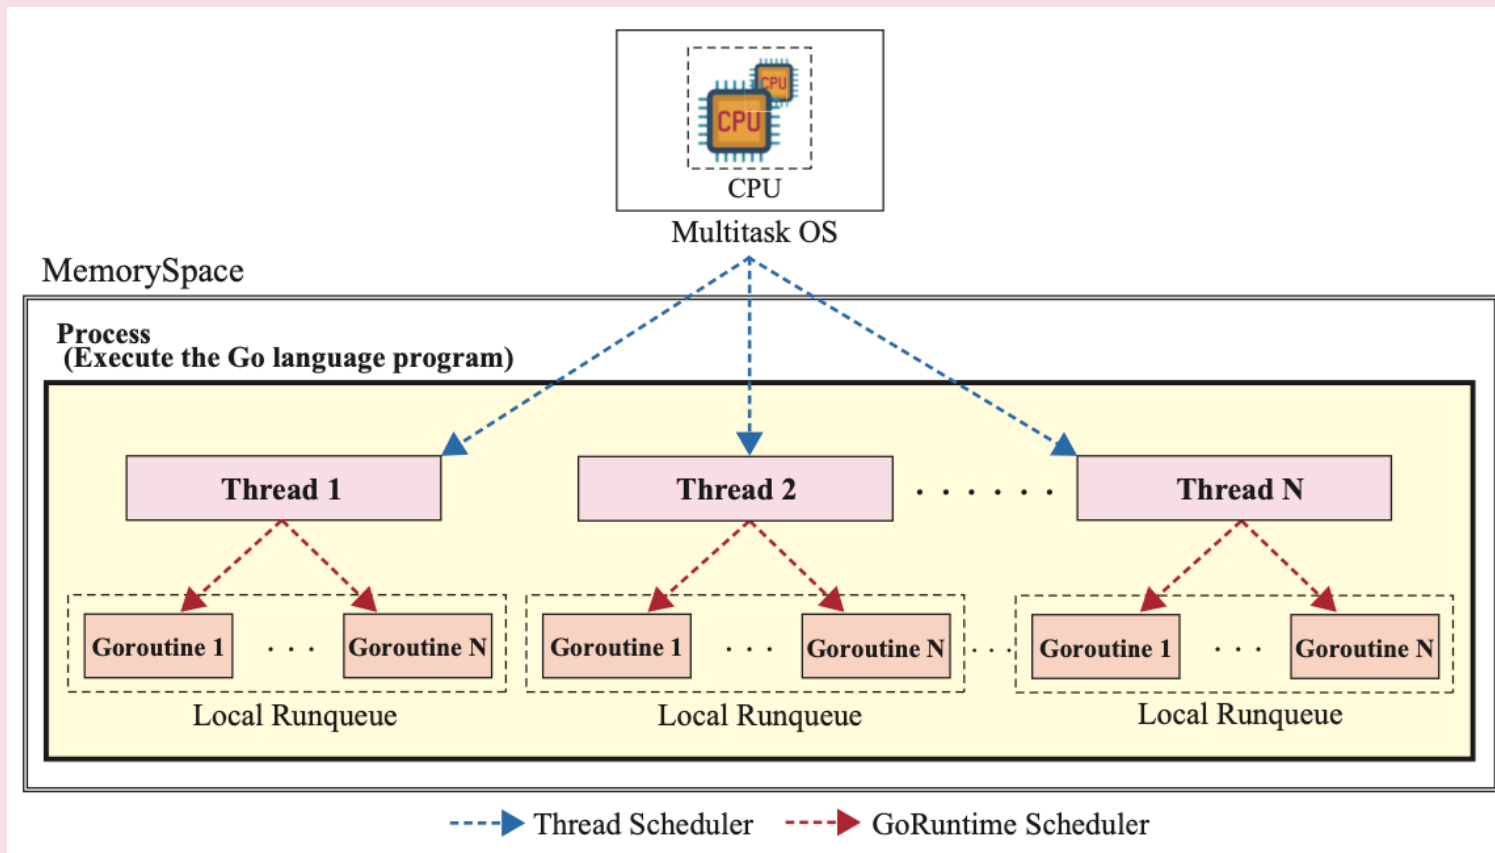 CPU
CPU
CPU
Multitask OS
MemorySpace
Process
(Execute the Go language program)
Thread 1
Thread 2
. . . . . .
Thread N
Goroutine 1
. . .
Goroutine N
Goroutine 1
. . .
Goroutine N
. . .
Goroutine 1
. . .
Goroutine N
Local Runqueue
Local Runqueue
Local Runqueue
Thread Scheduler
GoRuntime Scheduler